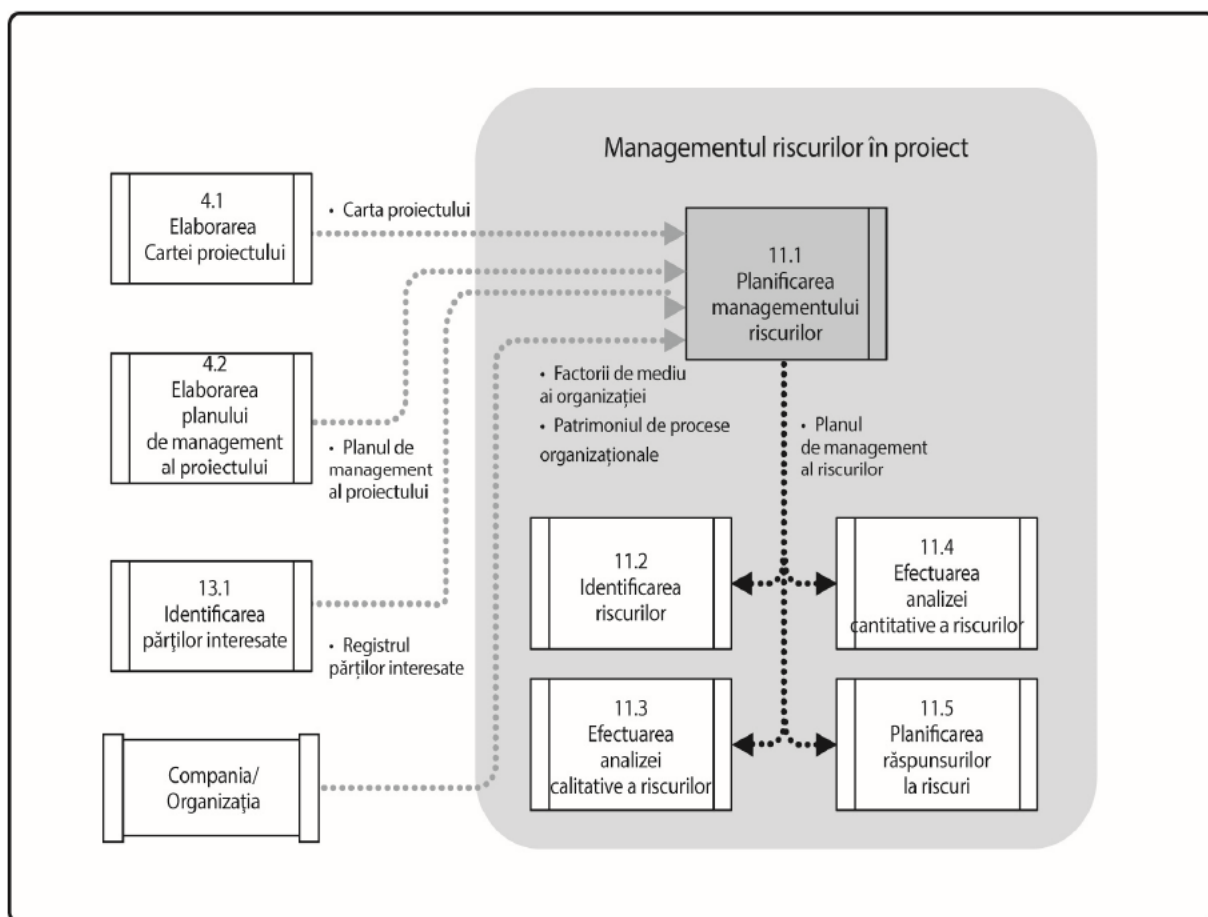 Managementul riscurilor în proiect
4.1
Elaborarea
Cartei proiectului
• Carta proiectului
11.1
Planificarea
managementului
riscurilor
4.2
Elaborarea
planului
de management
al proiectului
• Planul de
management
al proiectului
• Factorii de mediu
ai organizației
• Patrimoniul de procese
organizaționale
• Planul
de management
al riscurilor
13.1
Identificarea
părților interesate
• Registrul
părților interesate
11.2
Identificarea
riscurilor
11.4
Efectuarea
analizei
cantitative a riscurilor
11.3
Efectuarea
analizei
calitative a riscurilor
11.5
Planificarea
răspunsurilor
la riscuri
Compania/
Organizația